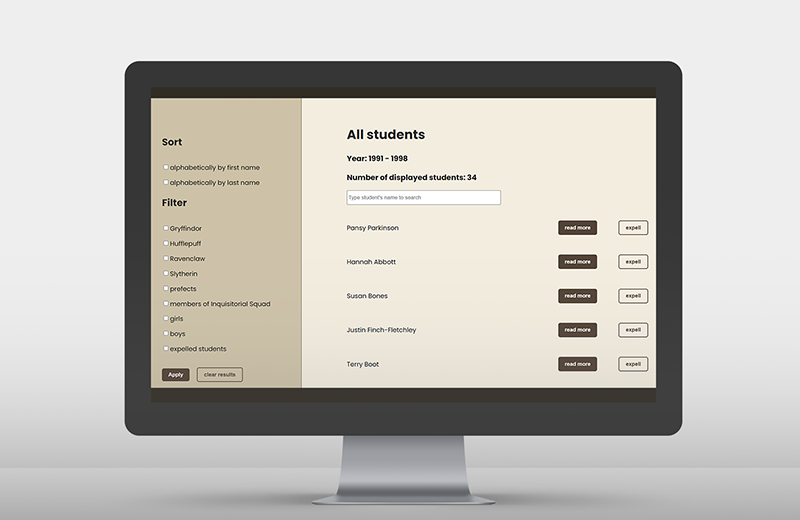 Sort
alphabetically by first name
alphabetically by last name
Filter
Gryffindor
Hufflepuff
Ravenclaw
Slytherin
prefects
members of Inquisitorial Squad
girls
boys
expelled students
Apply
clear results
All students
Year: 1991 - 1998
Number of displayed students: 34
Type student's name to search
Pansy Parkinson read more expell
Hannah Abbott read more expell
Susan Bones read more expell
Justin Finch-Fletchley read more expell
Terry Boot read more expell